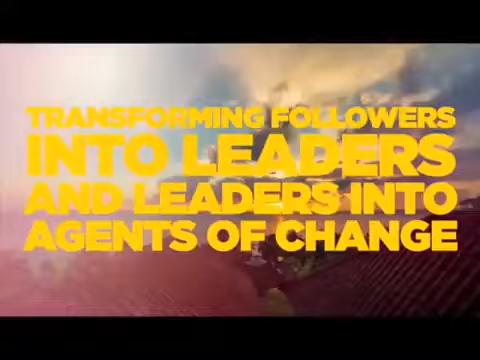 TRANSFORMING FOLLOWERS
INTO LEADERS
AND LEADERS INTO
AGENTS OF CHANGE